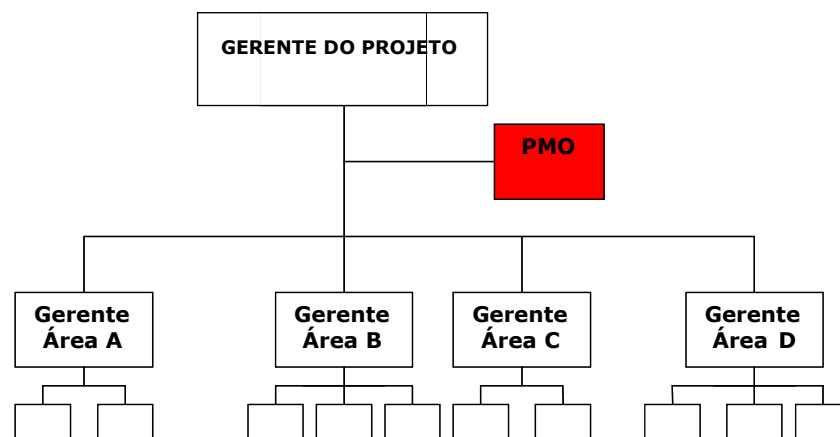 GERENTE DO PROJETO
PMO
Gerente
Área A
Gerente
Área B
Gerente
Área C
Gerente
Área D